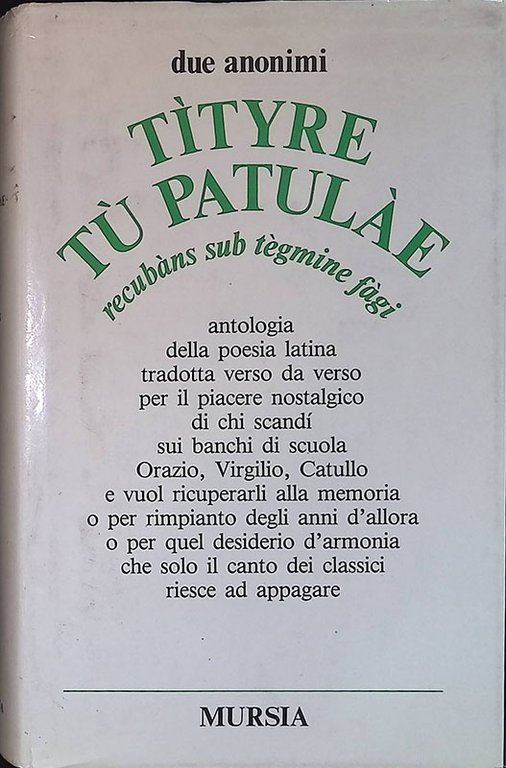 due anonimi
TÌTYRE
TÙ PATULÀE
recubàns sub tègmine fàgi
antologia
della poesia latina
tradotta verso da verso
per il piacere nostalgico
di chi scandí
sui banchi di scuola
Orazio, Virgilio, Catullo
e vuol ricuperarli alla memoria
o per rimpianto degli anni d'allora
o per quel desiderio d'armonia
che solo il canto dei classici
riesce ad appagare
MURSIA